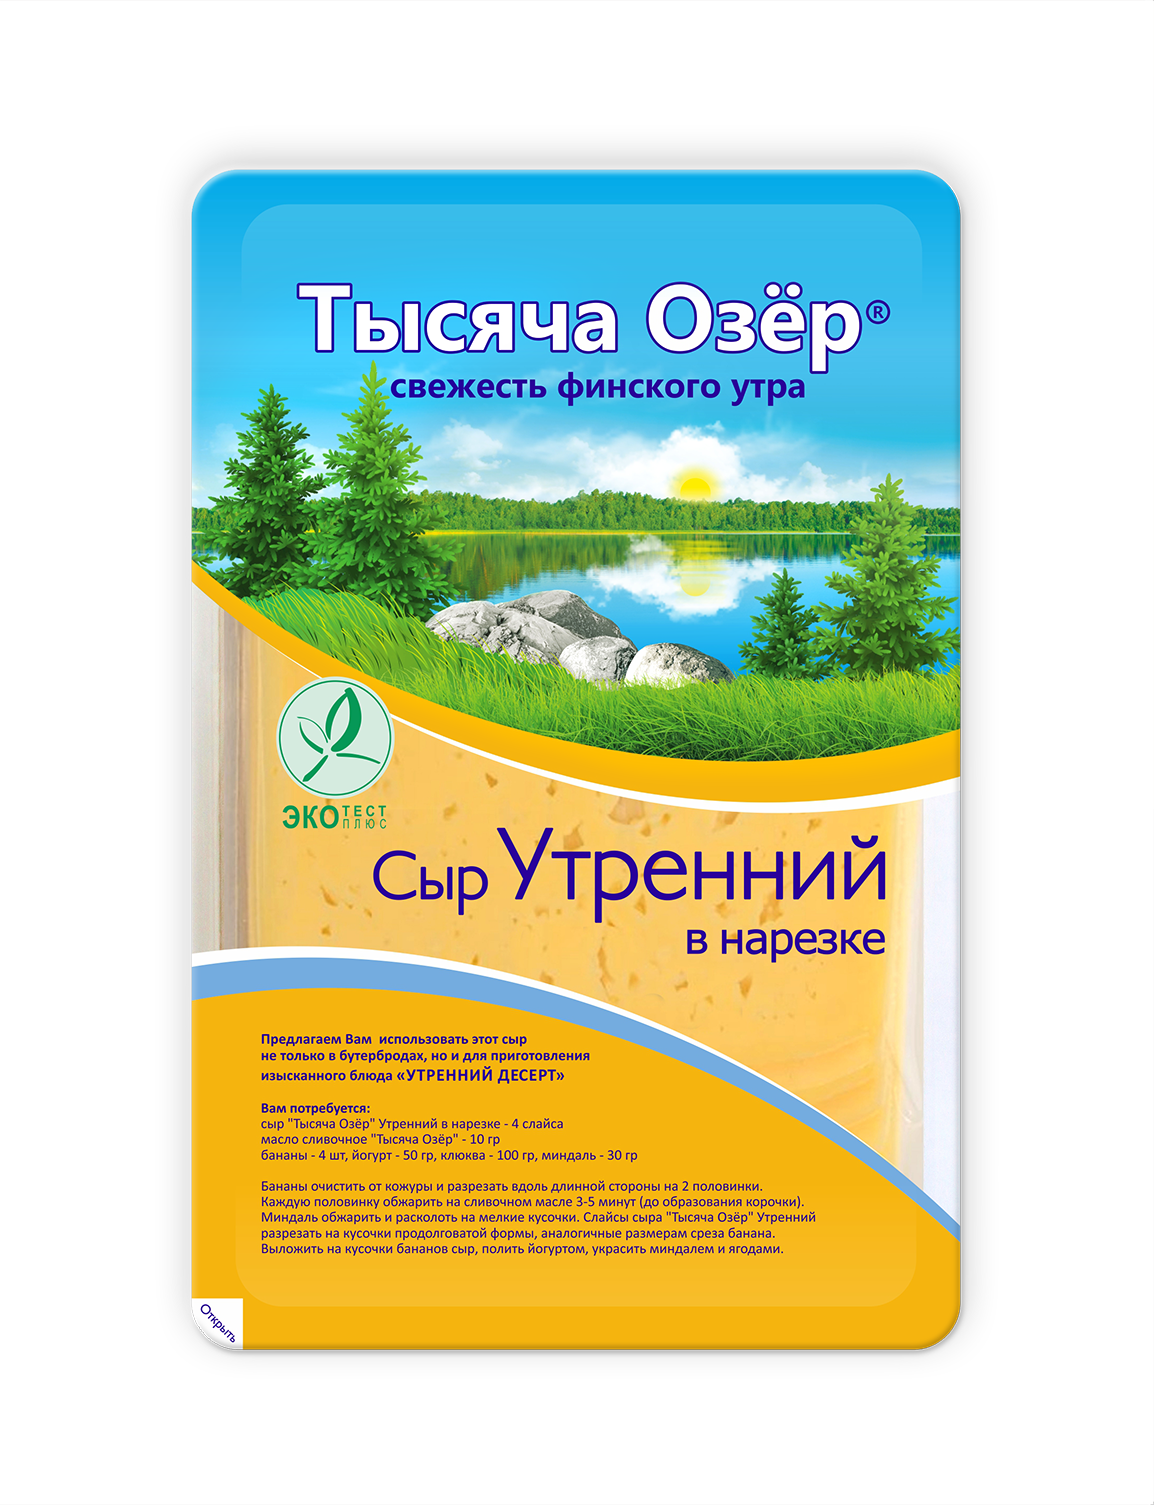 Тысяча Озёр®
свежесть финского утра
ЭКО ТЕСТ
ПЛЮС
Сыр Утренний
в нарезке
Предлагаем Вам использовать этот сыр
не только в бутербродах, но и для приготовления
изысканного блюда «УТРЕННИЙ ДЕСЕРТ»
Вам потребуется:
сыр "Тысяча Озёр" Утренний в нарезке - 4 слайса
масло сливочное "Тысяча Озёр" - 10 гр
бананы - 4 шт, йогурт - 50 гр, клюква - 100 гр, миндаль - 30 гр
Бананы очистить от кожуры и разрезать вдоль длинной стороны на 2 половинки.
Каждую половинку обжарить на сливочном масле 3-5 минут (до образования корочки).
Миндаль обжарить и расколоть на мелкие кусочки. Слайсы сыра "Тысяча Озёр" Утренний
разрезать на кусочки продолговатой формы, аналогичные размерам среза банана.
Выложить на кусочки бананов сыр, полить йогуртом, украсить миндалем и ягодами.
Открыть